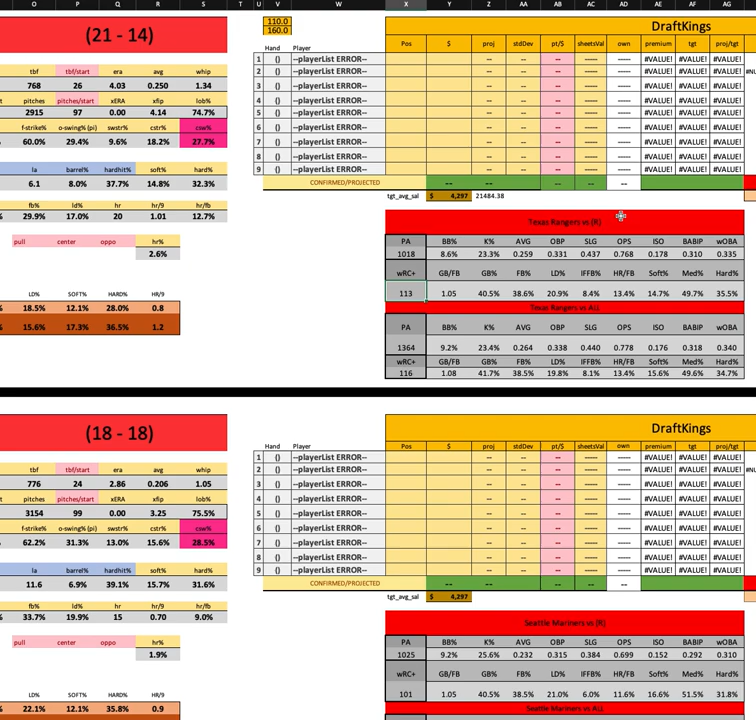 O P Q R S T U V W X Y Z AA AB AC AD AE AF AG
(21 - 14) 110.0 DraftKings
160.0
Hand Player Pos $ proj stdDev pt/$ sheetsVal own premium tgt proj/tgt
tbf tbf/start era avg whip
1 () --playerList ERROR-- -- -- -- ----- ----- #VALUE! #VALUE! #VALUE!
768 26 4.03 0.250 1.34
2 () --playerList ERROR-- -- -- -- ----- ----- #VALUE! #VALUE! #VALUE!
pitches pitches/start xERA xfip lob%
3 () --playerList ERROR-- -- -- -- ----- ----- #VALUE! #VALUE! #VALUE!
2915 97 0.00 4.14 74.7%
4 () --playerList ERROR-- -- -- -- ----- ----- #VALUE! #VALUE! #VALUE!
5 () --playerList ERROR-- -- -- -- ----- ----- #VALUE! #VALUE! #VALUE!
f-strike% o-swing% (pi) swstr% cstr% csw%
6 () --playerList ERROR-- -- -- -- ----- ----- #VALUE! #VALUE! #VALUE!
60.0% 29.4% 9.6% 18.2% 27.7%
7 () --playerList ERROR-- -- -- -- ----- ----- #VALUE! #VALUE! #VALUE!
8 () --playerList ERROR-- -- -- -- ----- ----- #VALUE! #VALUE! #VALUE!
la barrel% hardhit% soft% hard%
9 () --playerList ERROR-- -- -- -- ----- ----- #VALUE! #VALUE! #VALUE!
6.1 8.0% 37.7% 14.8% 32.3% CONFIRMED/PROJECTED -- -- -- ----- --
tgt_avg_sal $ 4,297 21484.38
fb% ld% hr hr/9 hr/fb
29.9% 17.0% 20 1.01 12.7% Texas Rangers vs (R)
pull center oppo hr% PA BB% K% AVG OBP SLG OPS ISO BABIP wOBA
2.6% 1018 8.6% 23.3% 0.259 0.331 0.437 0.768 0.178 0.310 0.335
wRC+ GB/FB GB% FB% LD% IFFB% HR/FB Soft% Med% Hard%
LD% SOFT% HARD% HR/9 113 1.05 40.5% 38.6% 20.9% 8.4% 13.4% 14.7% 49.7% 35.5%
% 18.5% 12.1% 28.0% 0.8 Texas Rangers vs ALL
% 15.6% 17.3% 36.5% 1.2 PA BB% K% AVG OBP SLG OPS ISO BABIP wOBA
1364 9.2% 23.4% 0.264 0.338 0.440 0.778 0.176 0.318 0.340
wRC+ GB/FB GB% FB% LD% IFFB% HR/FB Soft% Med% Hard%
116 1.08 41.7% 38.5% 19.8% 8.1% 13.4% 15.6% 49.6% 34.7%
(18 - 18) DraftKings
Hand Player Pos $ proj stdDev pt/$ sheetsVal own premium tgt proj/tgt
1 () --playerList ERROR-- -- -- -- ----- ----- #VALUE! #VALUE! #VALUE!
tbf tbf/start era avg whip
2 () --playerList ERROR-- -- -- -- ----- ----- #VALUE! #VALUE! #VALUE!
776 24 2.86 0.206 1.05
3 () --playerList ERROR-- -- -- -- ----- ----- #VALUE! #VALUE! #VALUE!
pitches pitches/start xERA xfip lob%
4 () --playerList ERROR-- -- -- -- ----- ----- #VALUE! #VALUE! #VALUE!
3154 99 0.00 3.25 75.5%
5 () --playerList ERROR-- -- -- -- ----- ----- #VALUE! #VALUE! #VALUE!
f-strike% o-swing% (pi) swstr% cstr% csw%
6 () --playerList ERROR-- -- -- -- ----- ----- #VALUE! #VALUE! #VALUE!
62.2% 31.3% 13.0% 15.6% 28.5%
7 () --playerList ERROR-- -- -- -- ----- ----- #VALUE! #VALUE! #VALUE!
8 () --playerList ERROR-- -- -- -- ----- ----- #VALUE! #VALUE! #VALUE!
la barrel% hardhit% soft% hard%
9 () --playerList ERROR-- -- -- -- ----- ----- #VALUE! #VALUE! #VALUE!
11.6 6.9% 39.1% 15.7% 31.6% CONFIRMED/PROJECTED -- -- -- ----- --
tgt_avg_sal $ 4,297
fb% ld% hr hr/9 hr/fb
33.7% 19.9% 15 0.70 9.0% Seattle Mariners vs (R)
pull center oppo hr% PA BB% K% AVG OBP SLG OPS ISO BABIP wOBA
1.9% 1025 9.2% 25.6% 0.232 0.315 0.384 0.699 0.152 0.292 0.310
wRC+ GB/FB GB% FB% LD% IFFB% HR/FB Soft% Med% Hard%
LD% SOFT% HARD% HR/9 101 1.05 40.5% 38.5% 21.0% 6.0% 11.6% 16.6% 51.5% 31.8%
% 22.1% 12.1% 35.8% 0.9 Seattle Mariners vs ALL